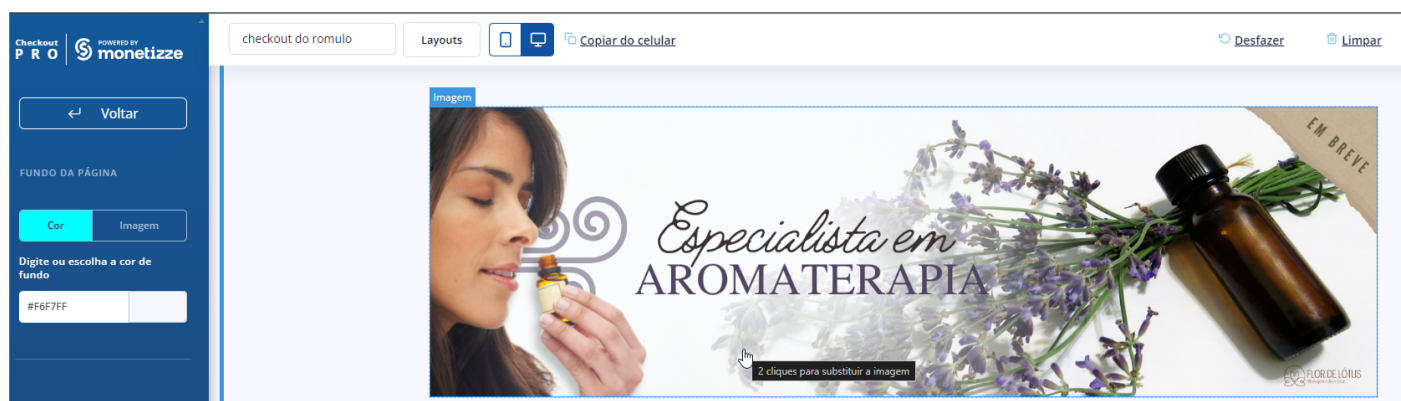 Checkout
PRO
POWERED BY
monetizze
checkout do romulo
Layouts
Copiar do celular
Desfazer
Limpar
Voltar
FUNDO DA PÁGINA
Cor
Imagem
Digite ou escolha a cor de
fundo
#F6F7FF
Imagem
EM BREVE
Especialista em
AROMATERAPIA
2 cliques para substituir a imagem
FLOR DE LÓTUS